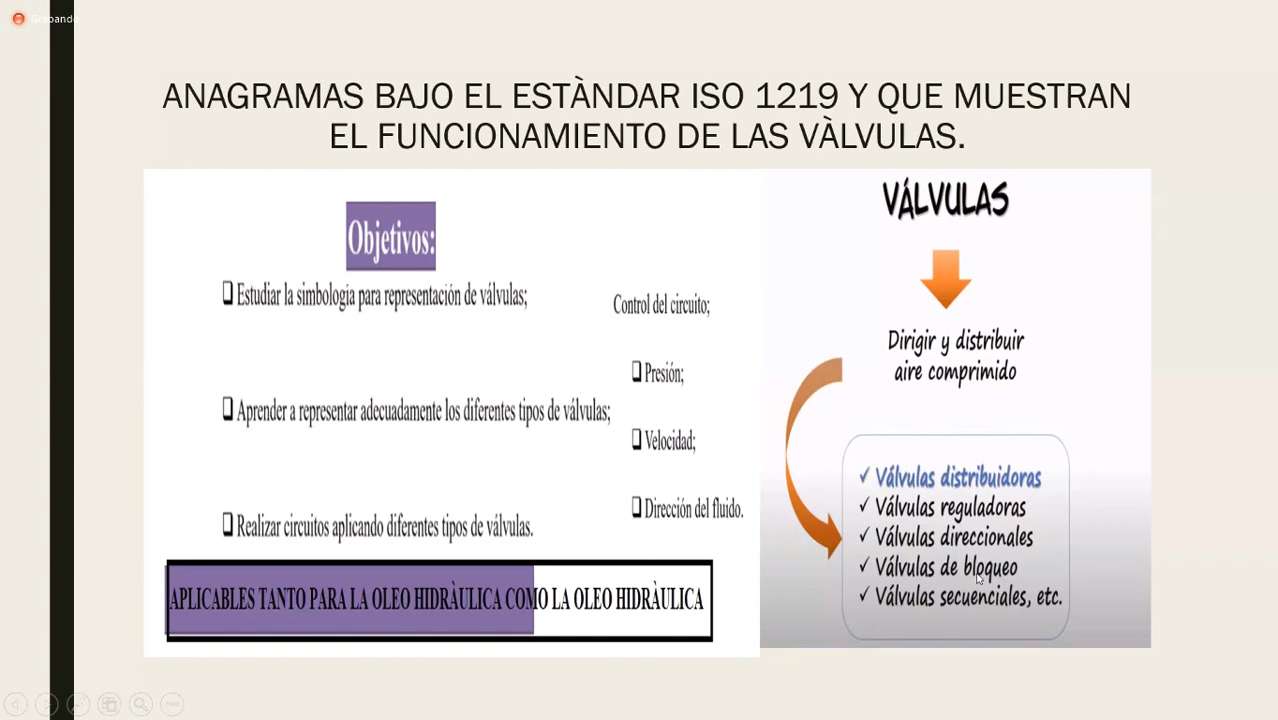 Grabando
ANAGRAMAS BAJO EL ESTÀNDAR ISO 1219 Y QUE MUESTRAN
EL FUNCIONAMIENTO DE LAS VÀLVULAS.
Objetivos:
Estudiar la simbología para representación de válvulas;
Aprender a representar adecuadamente los diferentes tipos de válvulas;
Realizar circuitos aplicando diferentes tipos de válvulas.
Control del circuito;
Presión;
Velocidad;
Dirección del fluido.
APLICABLES TANTO PARA LA OLEO HIDRÀULICA COMO LA OLEO HIDRÀULICA
VÁLVULAS
Dirigir y distribuir
aire comprimido
✓ Válvulas distribuidoras
✓ Válvulas reguladoras
✓ Válvulas direccionales
✓ Válvulas de bloqueo
✓ Válvulas secuenciales, etc.